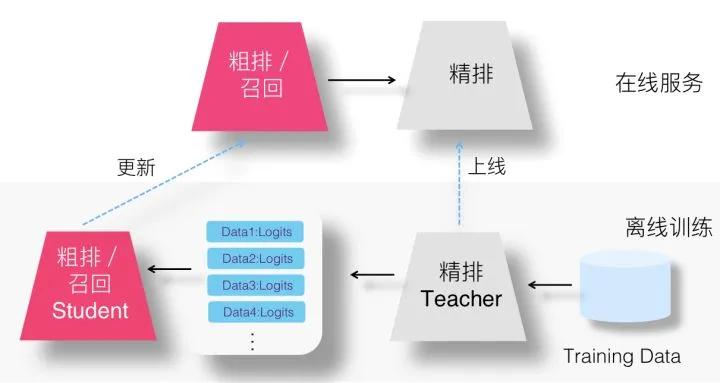 粗排 /
召回
精排
在线服务
更新
上线
离线训练
粗排 /
召回
Student
Data1:Logits
Data2:Logits
Data3:Logits
Data4:Logits
⋮
精排
Teacher
Training Data